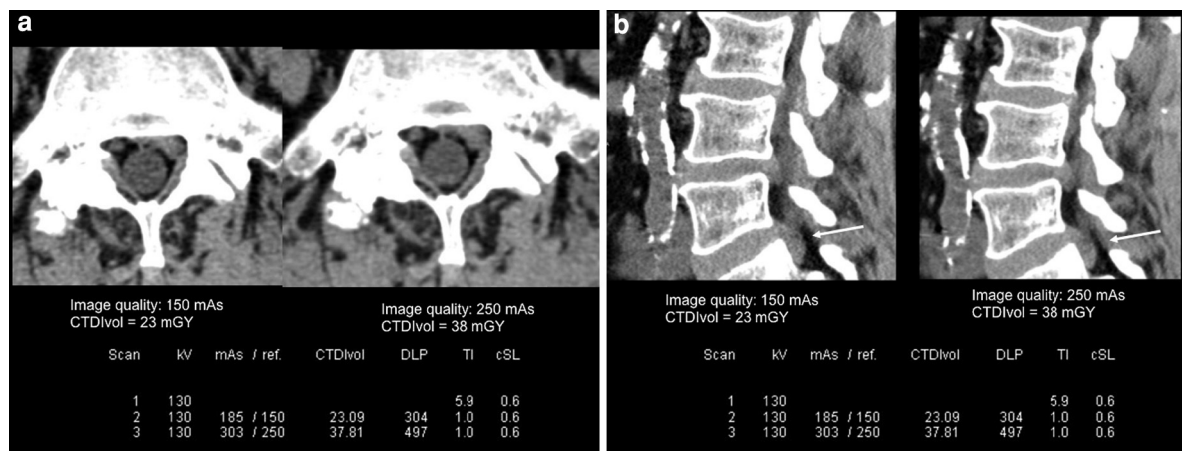 a
Image quality: 150 mAs
CTDIvol = 23 mGY
Image quality: 250 mAs
CTDIvol = 38 mGY
Scan kV mAs / ref. CTDIvol DLP TI cSL
1 130 5.9 0.6
2 130 185 / 150 23.09 304 1.0 0.6
3 130 303 / 250 37.81 497 1.0 0.6
b
Image quality: 150 mAs
CTDIvol = 23 mGY
Image quality: 250 mAs
CTDIvol = 38 mGY
Scan kV mAs / ref. CTDIvol DLP TI cSL
1 130 5.9 0.6
2 130 185 / 150 23.09 304 1.0 0.6
3 130 303 / 250 37.81 497 1.0 0.6